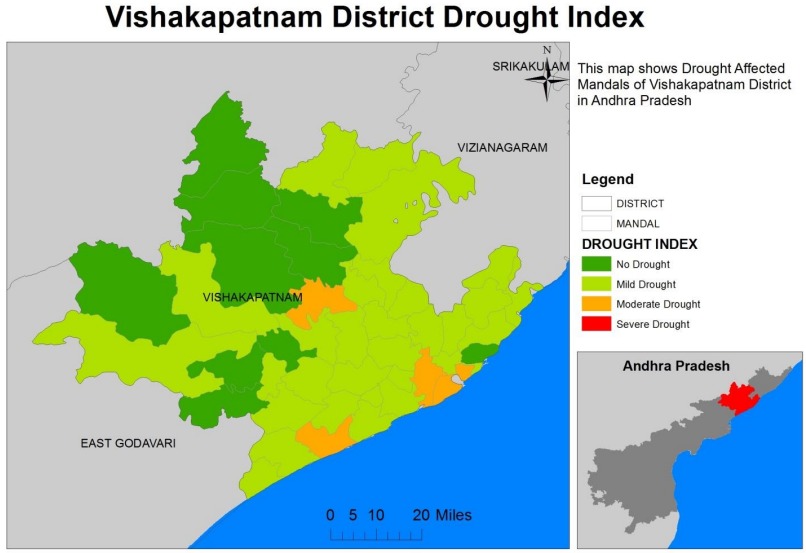 Vishakapatnam District Drought Index
N
SRIKAKULAM
This map shows Drought Affected
Mandals of Vishakapatnam District
in Andhra Pradesh
VIZIANAGARAM
Legend
DISTRICT
MANDAL
DROUGHT INDEX
No Drought
Mild Drought
Moderate Drought
Severe Drought
VISHAKAPATNAM
Andhra Pradesh
EAST GODAVARI
0 5 10 20 Miles